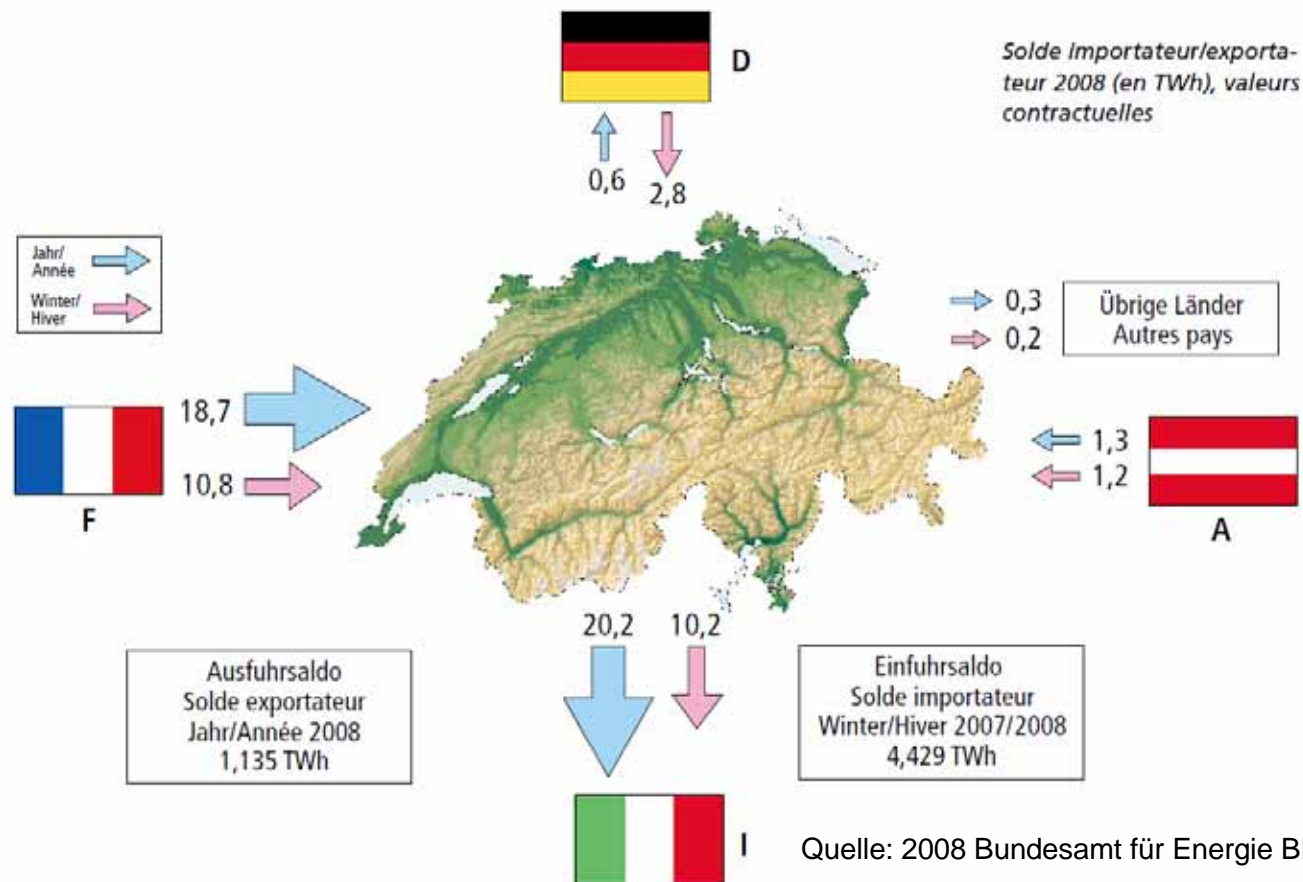 D
Solde importateur/exporta-
teur 2008 (en TWh), valeurs
contractuelles
0,6
2,8
Jahr/
Année
Winter/
Hiver
0,3
0,2
Übrige Länder
Autres pays
18,7
10,8
F
1,3
1,2
A
20,2
10,2
Ausfuhrsaldo
Solde exportateur
Jahr/Année 2008
1,135 TWh
Einfuhrsaldo
Solde importateur
Winter/Hiver 2007/2008
4,429 TWh
I
Quelle: 2008 Bundesamt für Energie B